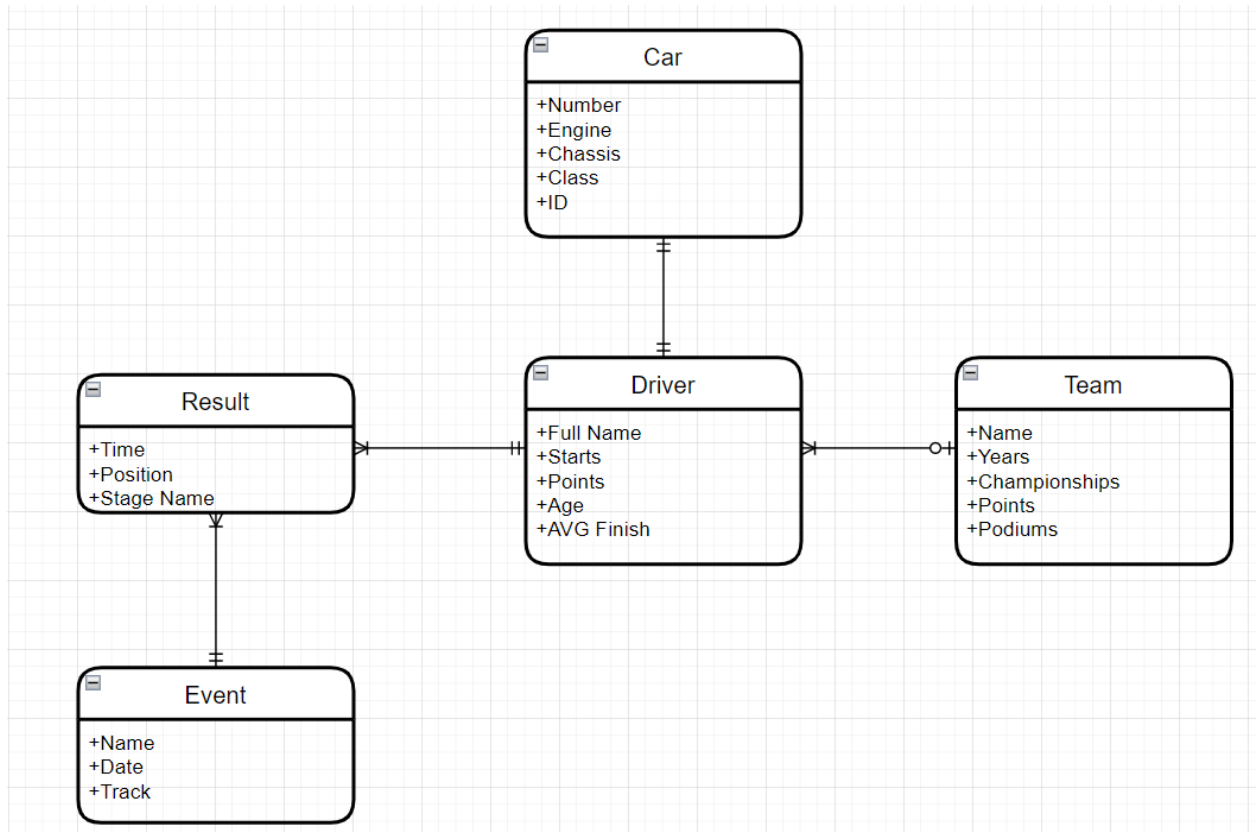 Car
+Number
+Engine
+Chassis
+Class
+ID
Driver
+Full Name
+Starts
+Points
+Age
+AVG Finish
Team
+Name
+Years
+Championships
+Points
+Podiums
Result
+Time
+Position
+Stage Name
Event
+Name
+Date
+Track